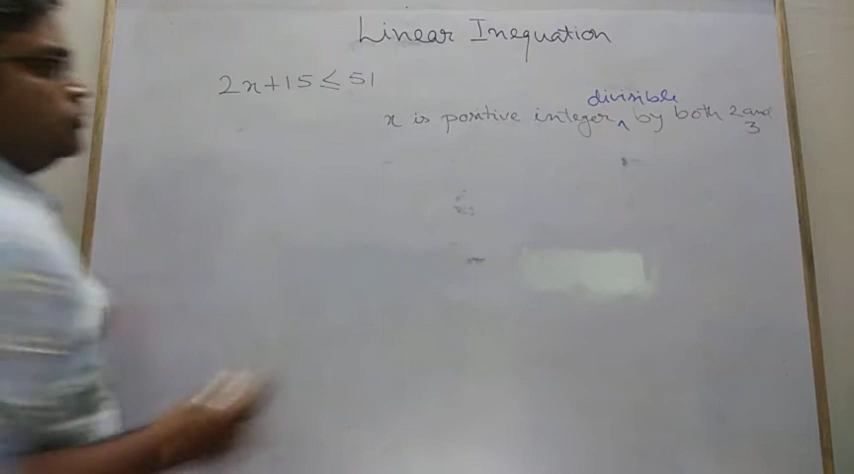 Linear Inequation
2x+15 ≤ 51
divisible
x is positive integer ‸ by both 2 and
3